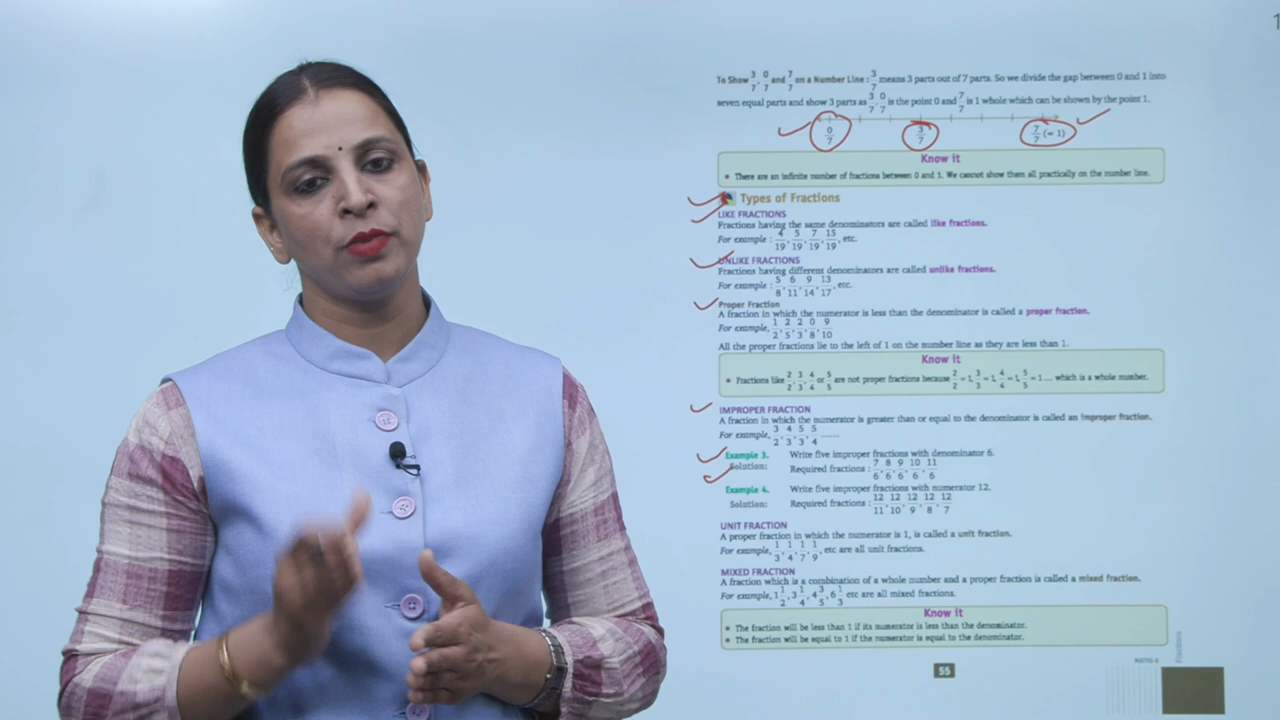 1
To Show 3/7, 0/7 and 7/7 on a Number Line : 3/7 means 3 parts out of 7 parts. So we divide the gap between 0 and 1 into
seven equal parts and show 3 parts as 3/7. 0/7 is the point 0 and 7/7 is 1 whole which can be shown by the point 1.
0/7 3/7 7/7 (= 1)
Know it
• There are an infinite number of fractions between 0 and 1. We cannot show them all practically on the number line.
Types of Fractions
LIKE FRACTIONS
Fractions having the same denominators are called like fractions.
For example : 4/19, 5/19, 7/19, 15/19, etc.
UNLIKE FRACTIONS
Fractions having different denominators are called unlike fractions.
For example : 5/8, 6/11, 9/14, 13/17, etc.
Proper Fraction
A fraction in which the numerator is less than the denominator is called a proper fraction.
For example, 1/2, 2/5, 2/3, 0/8, 9/10
All the proper fractions lie to the left of 1 on the number line as they are less than 1.
Know it
• Fractions like 2/2, 3/3, 4/4 or 5/5 are not proper fractions because 2/2 = 1, 3/3 = 1, 4/4 = 1, 5/5 = 1 .... which is a whole number.
IMPROPER FRACTION
A fraction in which the numerator is greater than or equal to the denominator is called an improper fraction.
For example, 3/2, 4/3, 5/3, 5/4 ......
Example 3. Write five improper fractions with denominator 6.
Solution: Required fractions : 7/6, 8/6, 9/6, 10/6, 11/6
Example 4. Write five improper fractions with numerator 12.
Solution: Required fractions : 12/11, 12/10, 12/9, 12/8, 12/7
UNIT FRACTION
A proper fraction in which the numerator is 1, is called a unit fraction.
For example, 1/3, 1/4, 1/7, 1/9, etc are all unit fractions.
MIXED FRACTION
A fraction which is a combination of a whole number and a proper fraction is called a mixed fraction.
For example, 1 1/2, 3 1/4, 4 3/5, 6 1/3 etc are all mixed fractions.
Know it
• The fraction will be less than 1 if its numerator is less than the denominator.
• The fraction will be equal to 1 if the numerator is equal to the denominator.
55
MATHS-6
Fractions